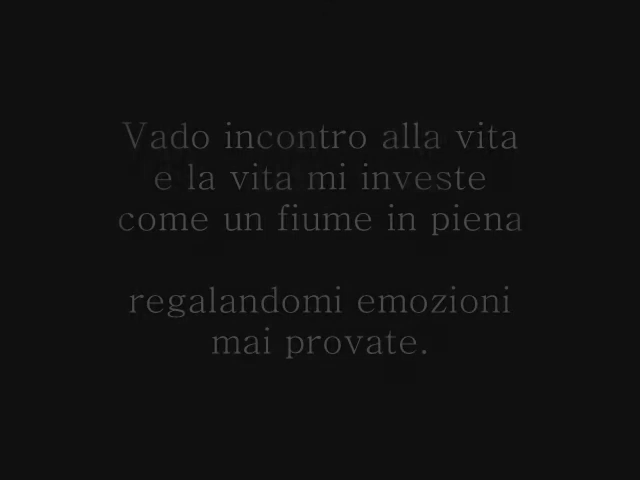 Vado incontro alla vita
e la vita mi investe
come un fiume in piena
regalandomi emozioni
mai provate.